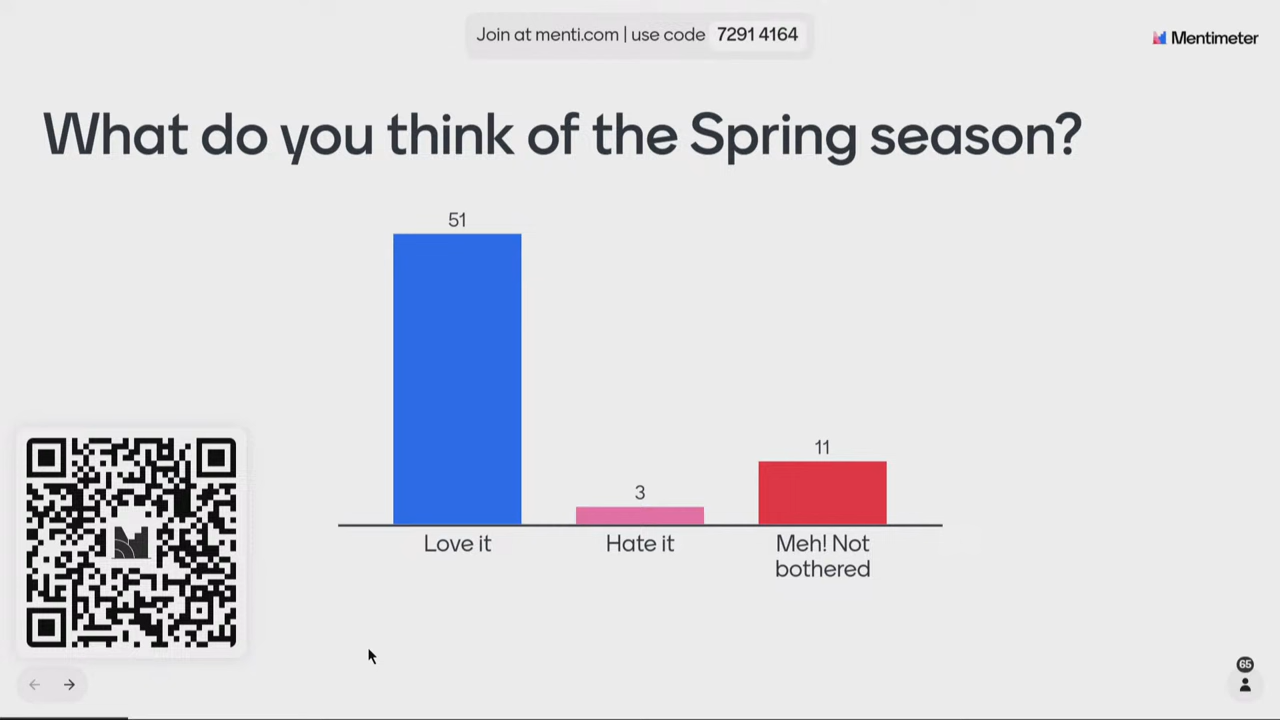 Join at menti.com | use code 7291 4164
Mentimeter
What do you think of the Spring season?
51
3
11
Love it
Hate it
Meh! Not
bothered
65